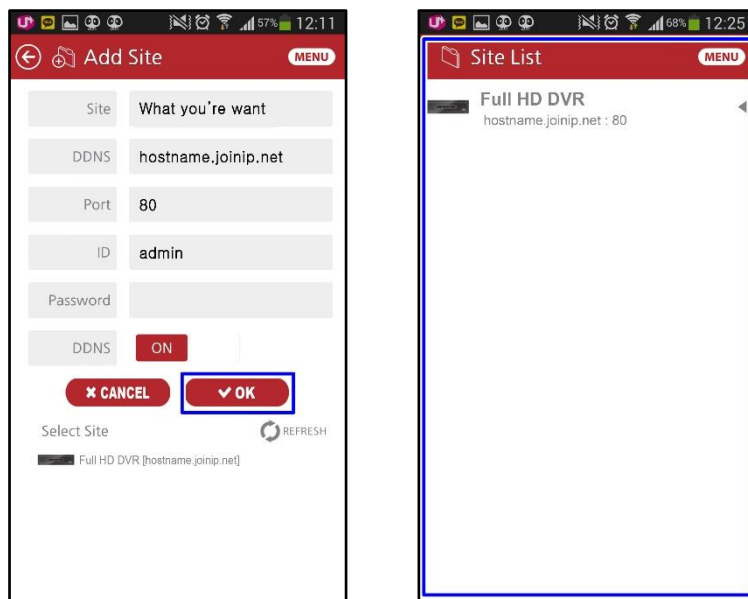 57% 12:11
Add Site
MENU
Site What you're want
DDNS hostname.joinip.net
Port 80
ID admin
Password
DDNS ON
CANCEL OK
Select Site REFRESH
Full HD DVR [hostname.joinip.net]
68% 12:25
Site List
MENU
Full HD DVR
hostname.joinip.net : 80